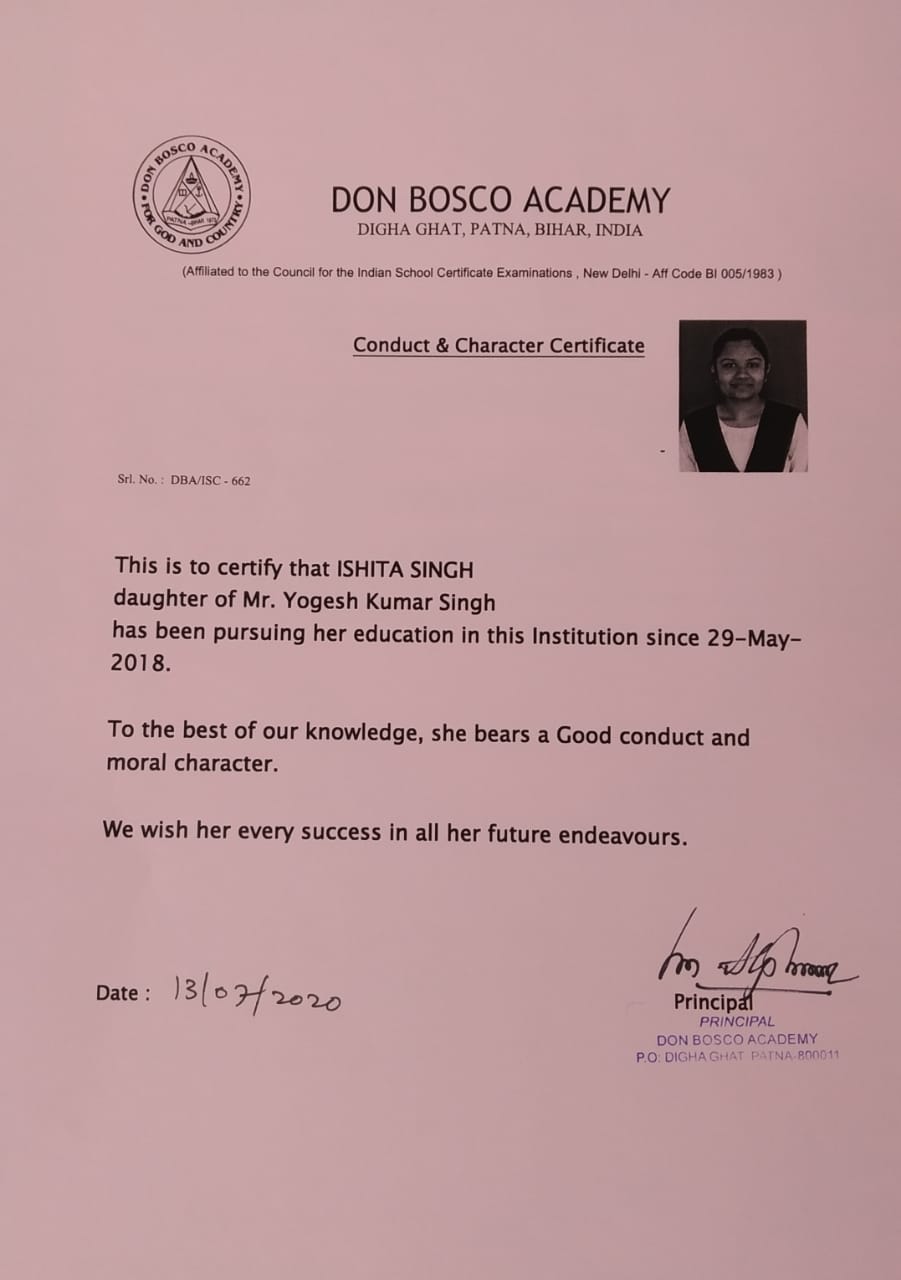 DON BOSCO ACADEMY
FOR GOD AND COUNTRY
DON BOSCO ACADEMY
DIGHA GHAT, PATNA, BIHAR, INDIA
(Affiliated to the Council for the Indian School Certificate Examinations , New Delhi - Aff Code BI 005/1983 )
Conduct & Character Certificate
Srl. No. : DBA/ISC - 662
This is to certify that ISHITA SINGH
daughter of Mr. Yogesh Kumar Singh
has been pursuing her education in this Institution since 29-May-
2018.
To the best of our knowledge, she bears a Good conduct and
moral character.
We wish her every success in all her future endeavours.
Date : 13/07/2020
Principal
PRINCIPAL
DON BOSCO ACADEMY
P.O: DIGHA GHAT PATNA-800011